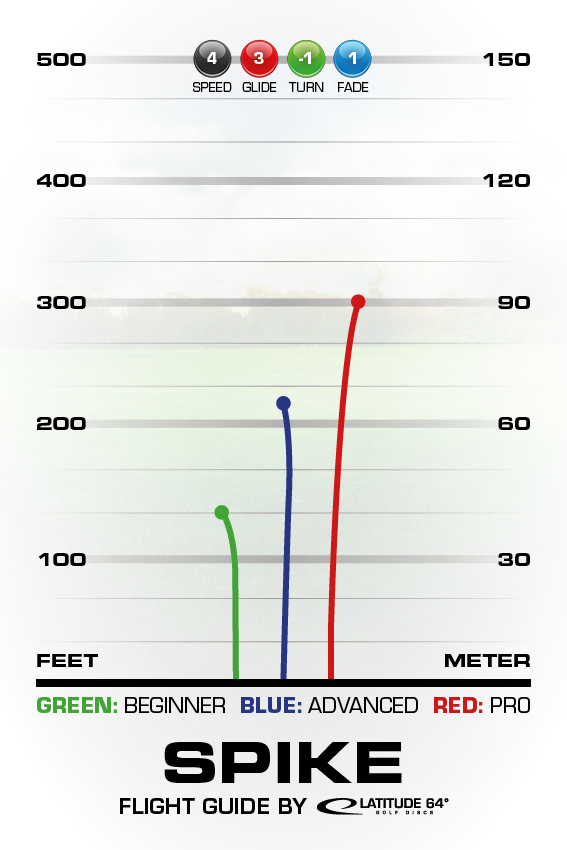 500 4 3 -1 1 150
SPEED GLIDE TURN FADE
400 120
300 90
200 60
100 30
FEET METER
GREEN: BEGINNER BLUE: ADVANCED RED: PRO
SPIKE
FLIGHT GUIDE BY LATITUDE 64°
GOLF DISCS